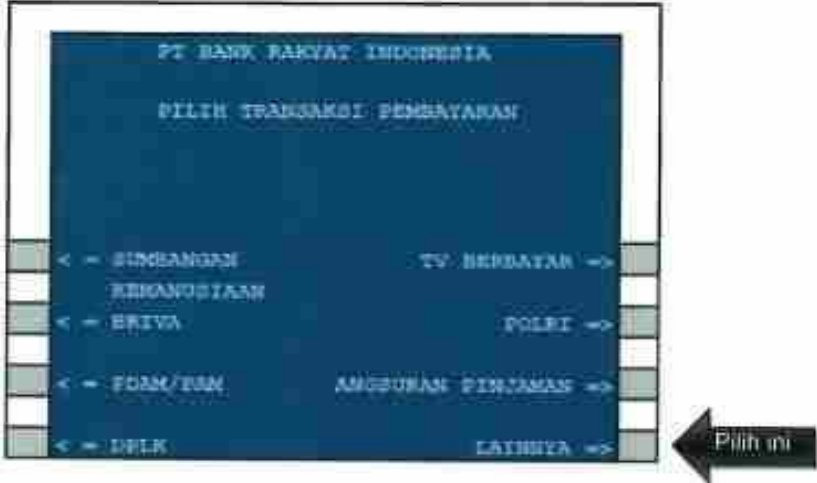 PT BANK RAKYAT INDONESIA
PILIH TRANSAKSI PEMBAYARAN
< = SUMBANGAN KEMANUSIAAN
TV BERBAYAR =>
< = BRIVA
POLRI =>
< = PDAM/PAM
ANGSURAN PINJAMAN =>
< = DPLK
LAINNYA =>
Pilih ini